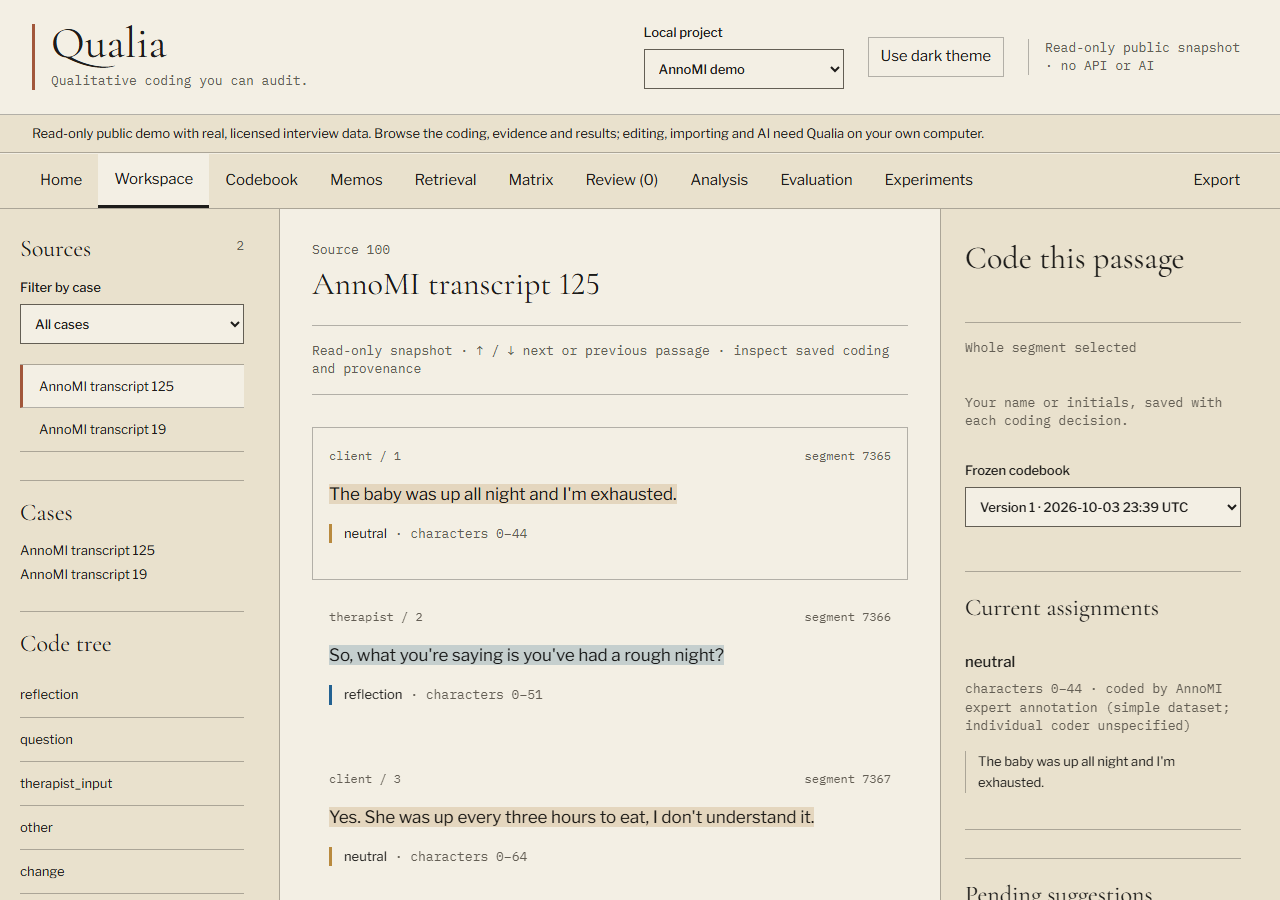 Qualia
Qualitative coding you can audit.
Local project
AnnoMI demo
Use dark theme
Read-only public snapshot
· no API or AI
Read-only public demo with real, licensed interview data. Browse the coding, evidence and results; editing, importing and AI need Qualia on your own computer.
Home Workspace Codebook Memos Retrieval Matrix Review (0) Analysis Evaluation Experiments Export
Sources 2
Filter by case
All cases
AnnoMI transcript 125
AnnoMI transcript 19
Cases
AnnoMI transcript 125
AnnoMI transcript 19
Code tree
reflection
question
therapist_input
other
change
Source 100
AnnoMI transcript 125
Read-only snapshot · ↑ / ↓ next or previous passage · inspect saved coding
and provenance
client / 1 segment 7365
The baby was up all night and I'm exhausted.
neutral · characters 0–44
therapist / 2 segment 7366
So, what you're saying is you've had a rough night?
reflection · characters 0–51
client / 3 segment 7367
Yes. She was up every three hours to eat, I don't understand it.
neutral · characters 0–64
Code this passage
Whole segment selected
Your name or initials, saved with
each coding decision.
Frozen codebook
Version 1 · 2026-10-03 23:39 UTC
Current assignments
neutral
characters 0–44 · coded by AnnoMI
expert annotation (simple dataset;
individual coder unspecified)
The baby was up all night and I'm
exhausted.
Pending suggestions